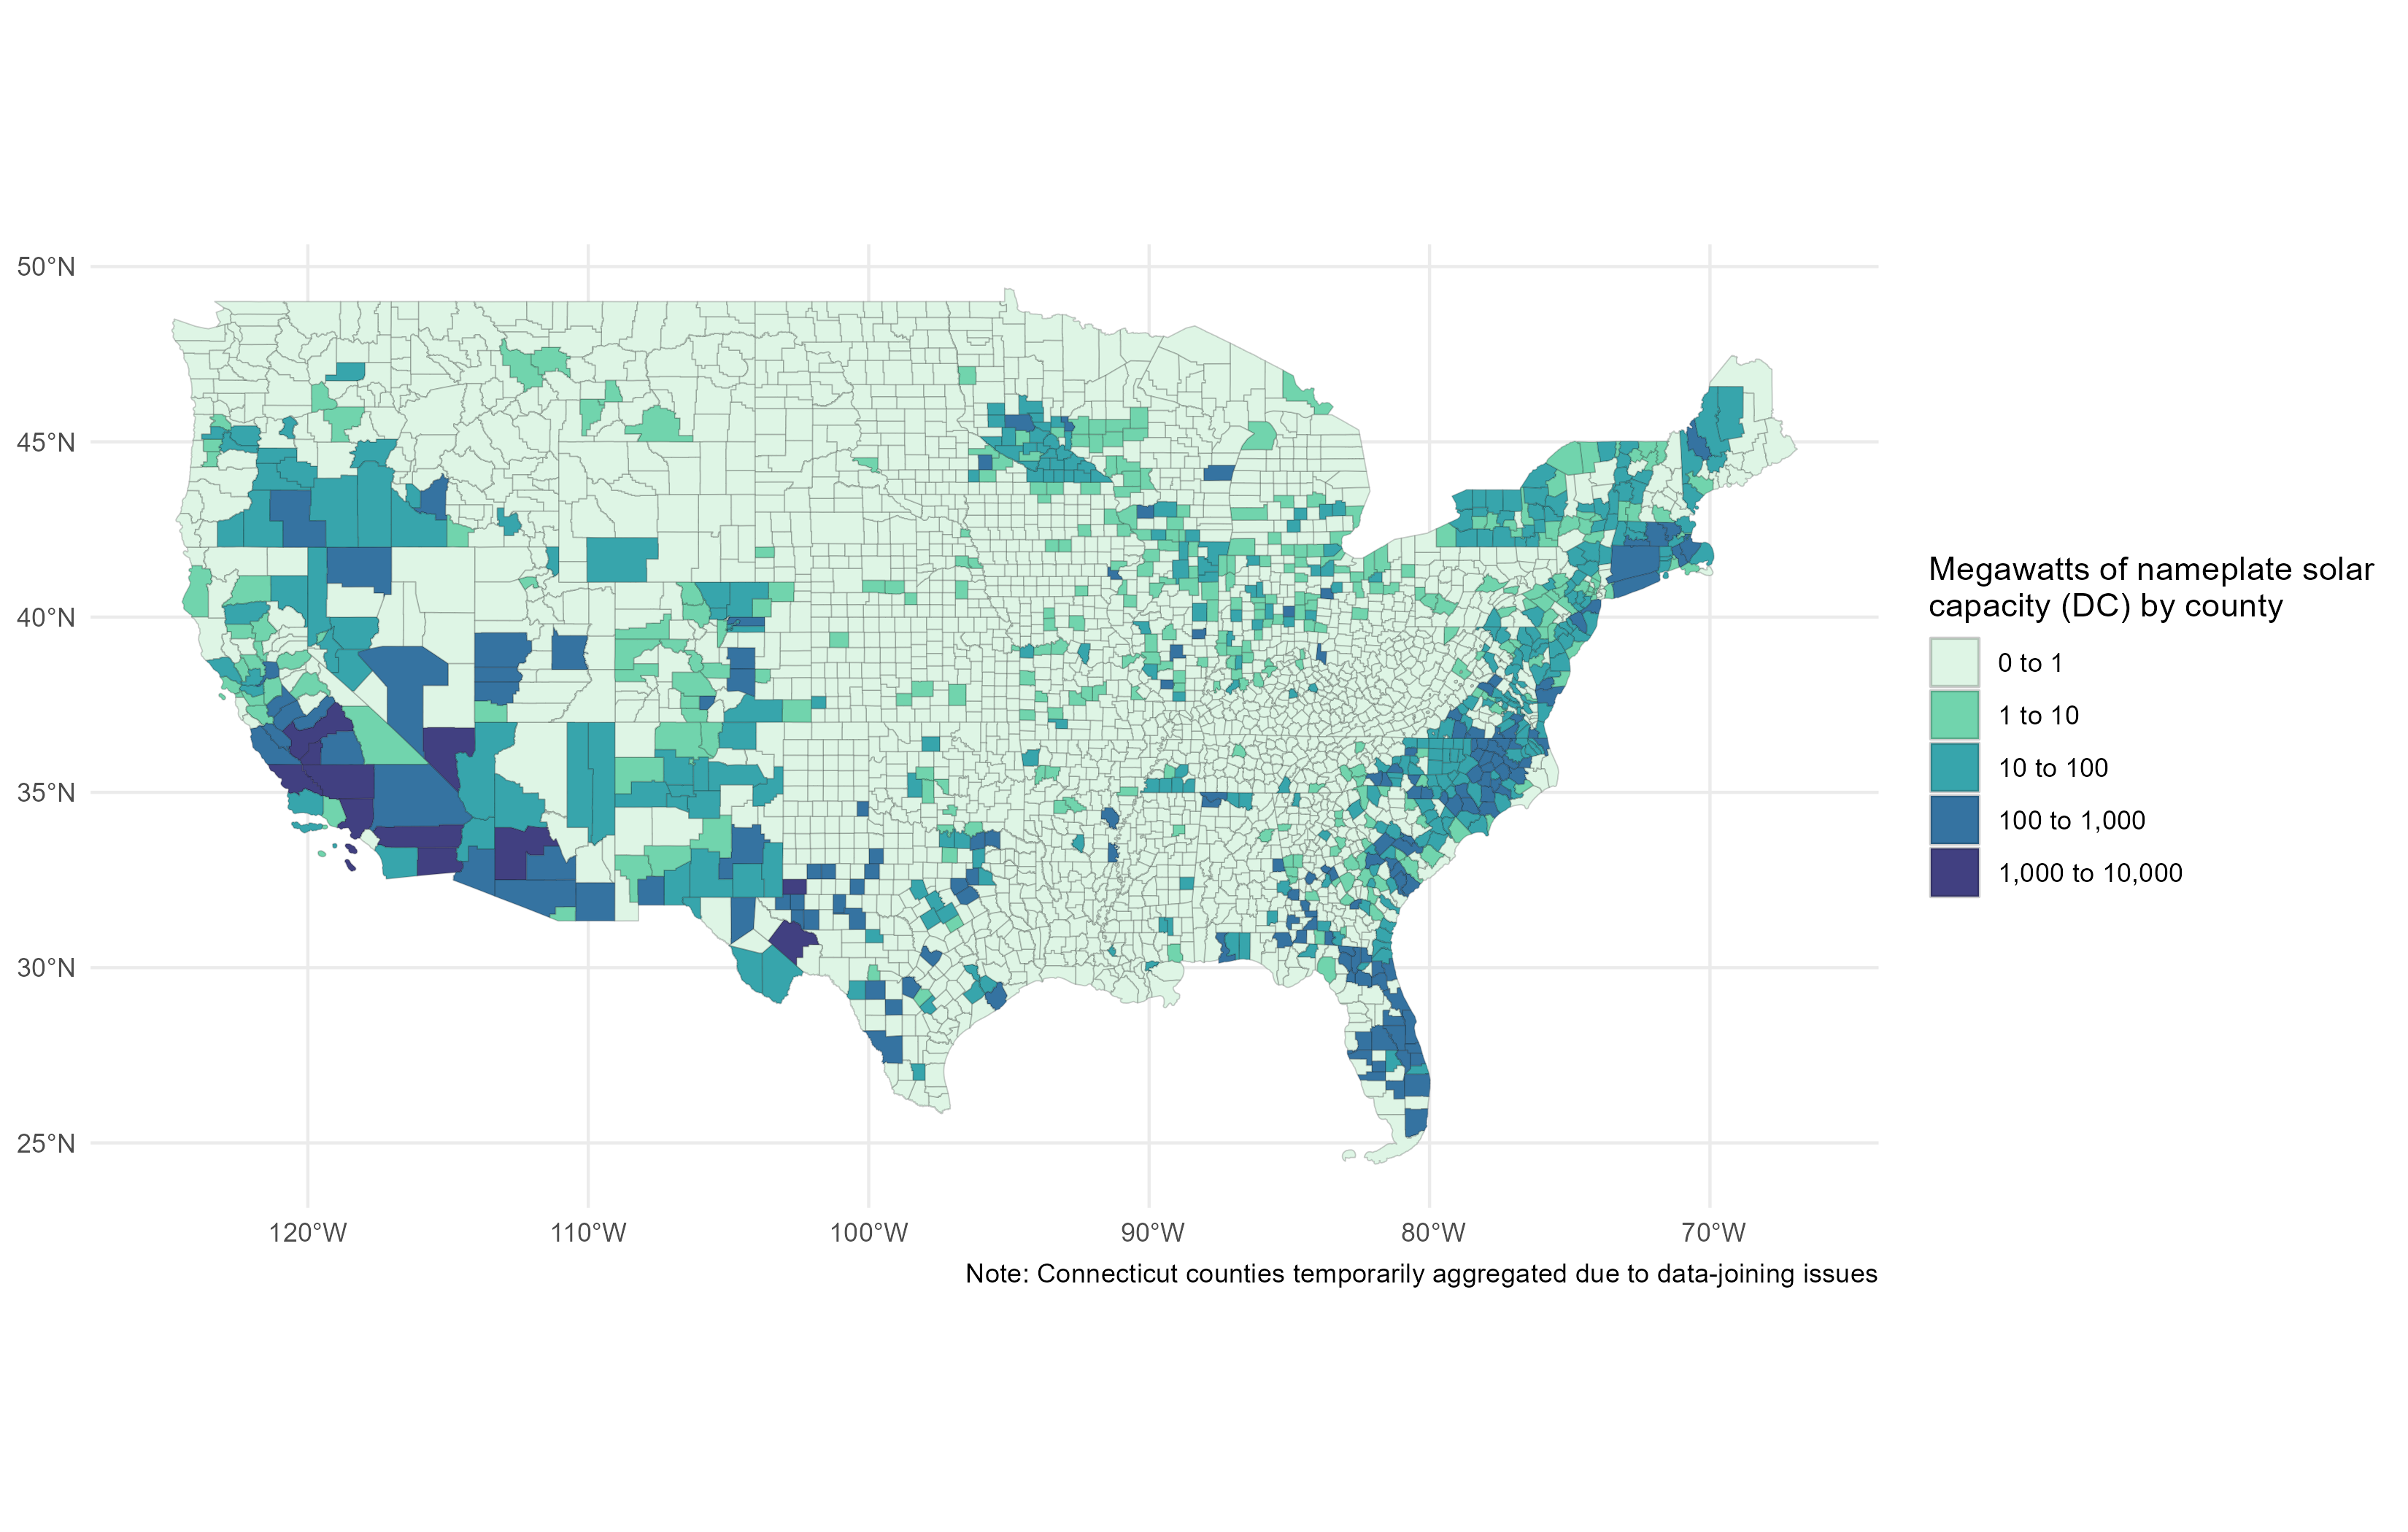 50°N
45°N
40°N
35°N
30°N
25°N
120°W
110°W
100°W
90°W
80°W
70°W
Note: Connecticut counties temporarily aggregated due to data-joining issues
Megawatts of nameplate solar
capacity (DC) by county
0 to 1
1 to 10
10 to 100
100 to 1,000
1,000 to 10,000